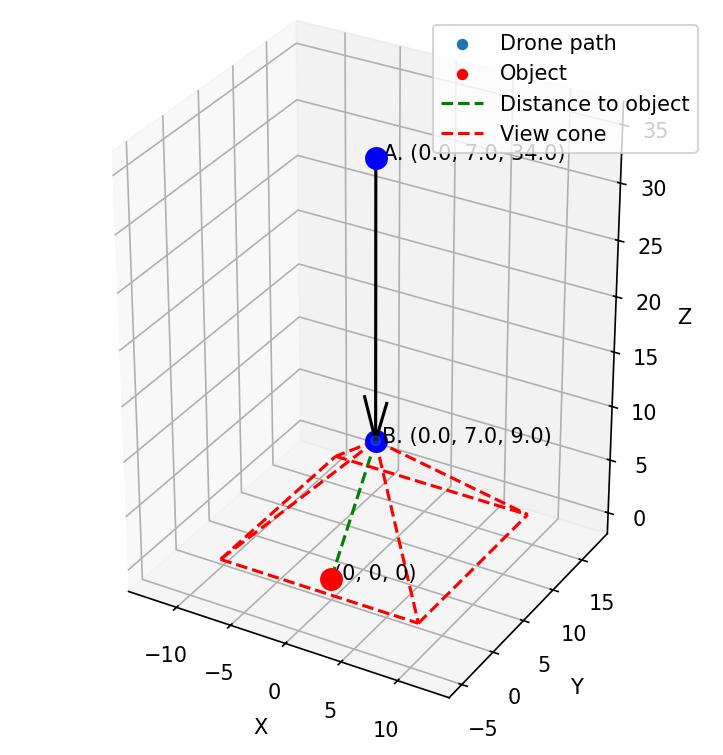 Drone path
Object
Distance to object
View cone
35
A. (0.0, 7.0, 34.0)
30
25
20
Z
15
10
B. (0.0, 7.0, 9.0)
5
0
(0, 0, 0)
−10
−5
0
5
10
X
−5
0
5
10
15
Y